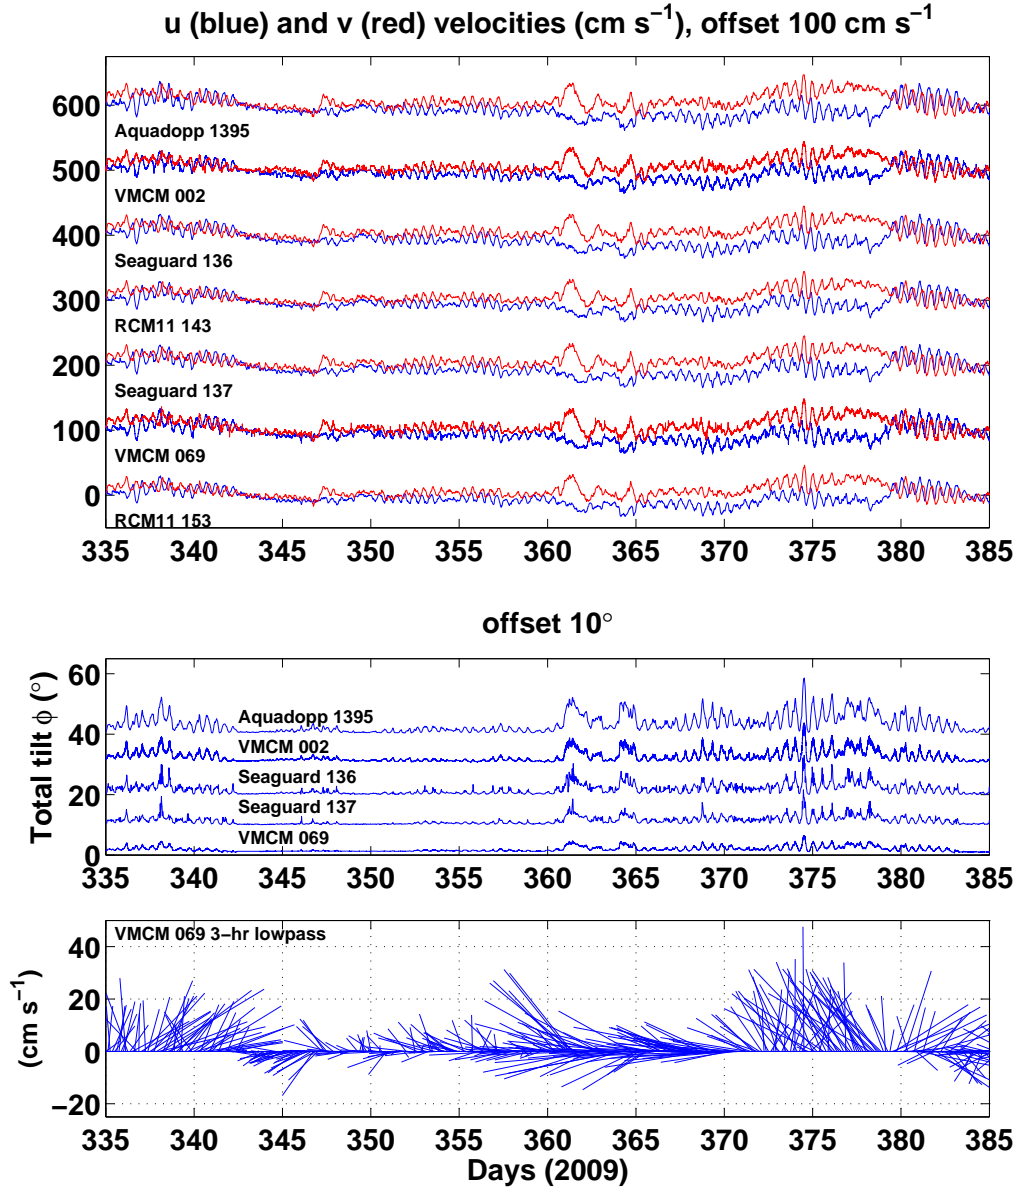 u (blue) and v (red) velocities (cm s−1), offset 100 cm s−1
600
Aquadopp 1395
500
VMCM 002
400
Seaguard 136
300
RCM11 143
200
Seaguard 137
100
VMCM 069
0
RCM11 153
335 340 345 350 355 360 365 370 375 380 385
offset 10°
Total tilt ϕ (°)
60
Aquadopp 1395
40
VMCM 002
Seaguard 136
20
Seaguard 137
VMCM 069
0
335 340 345 350 355 360 365 370 375 380 385
VMCM 069 3−hr lowpass
(cm s−1)
40
20
0
−20
335 340 345 350 355 360 365 370 375 380 385
Days (2009)